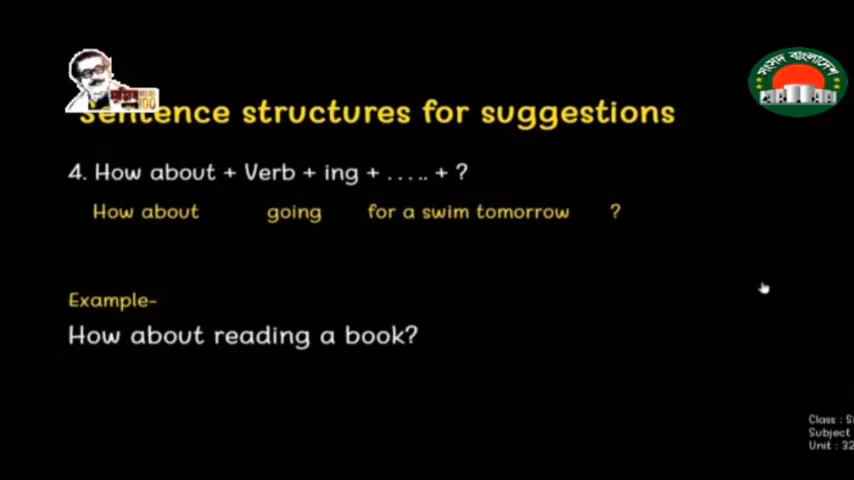 সংসদ বাংলাদেশ
Sentence structures for suggestions
4. How about + Verb + ing + ..... + ?
How about going for a swim tomorrow ?
Example-
How about reading a book?
Class : S
Subject
Unit : 32